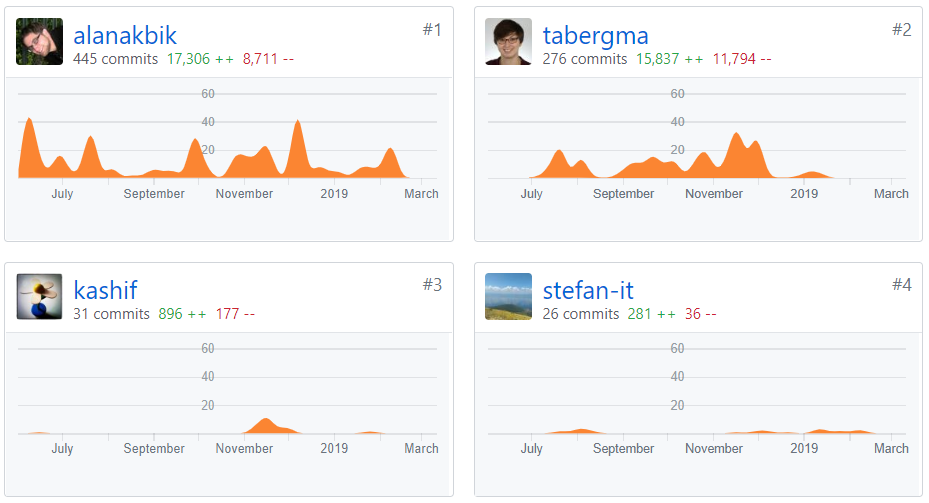 alanakbik
#1
445 commits 17,306 ++ 8,711 --
60
40
20
July September November 2019 March
tabergma
#2
276 commits 15,837 ++ 11,794 --
60
40
20
July September November 2019 March
kashif
#3
31 commits 896 ++ 177 --
60
40
20
July September November 2019 March
stefan-it
#4
26 commits 281 ++ 36 --
60
40
20
July September November 2019 March